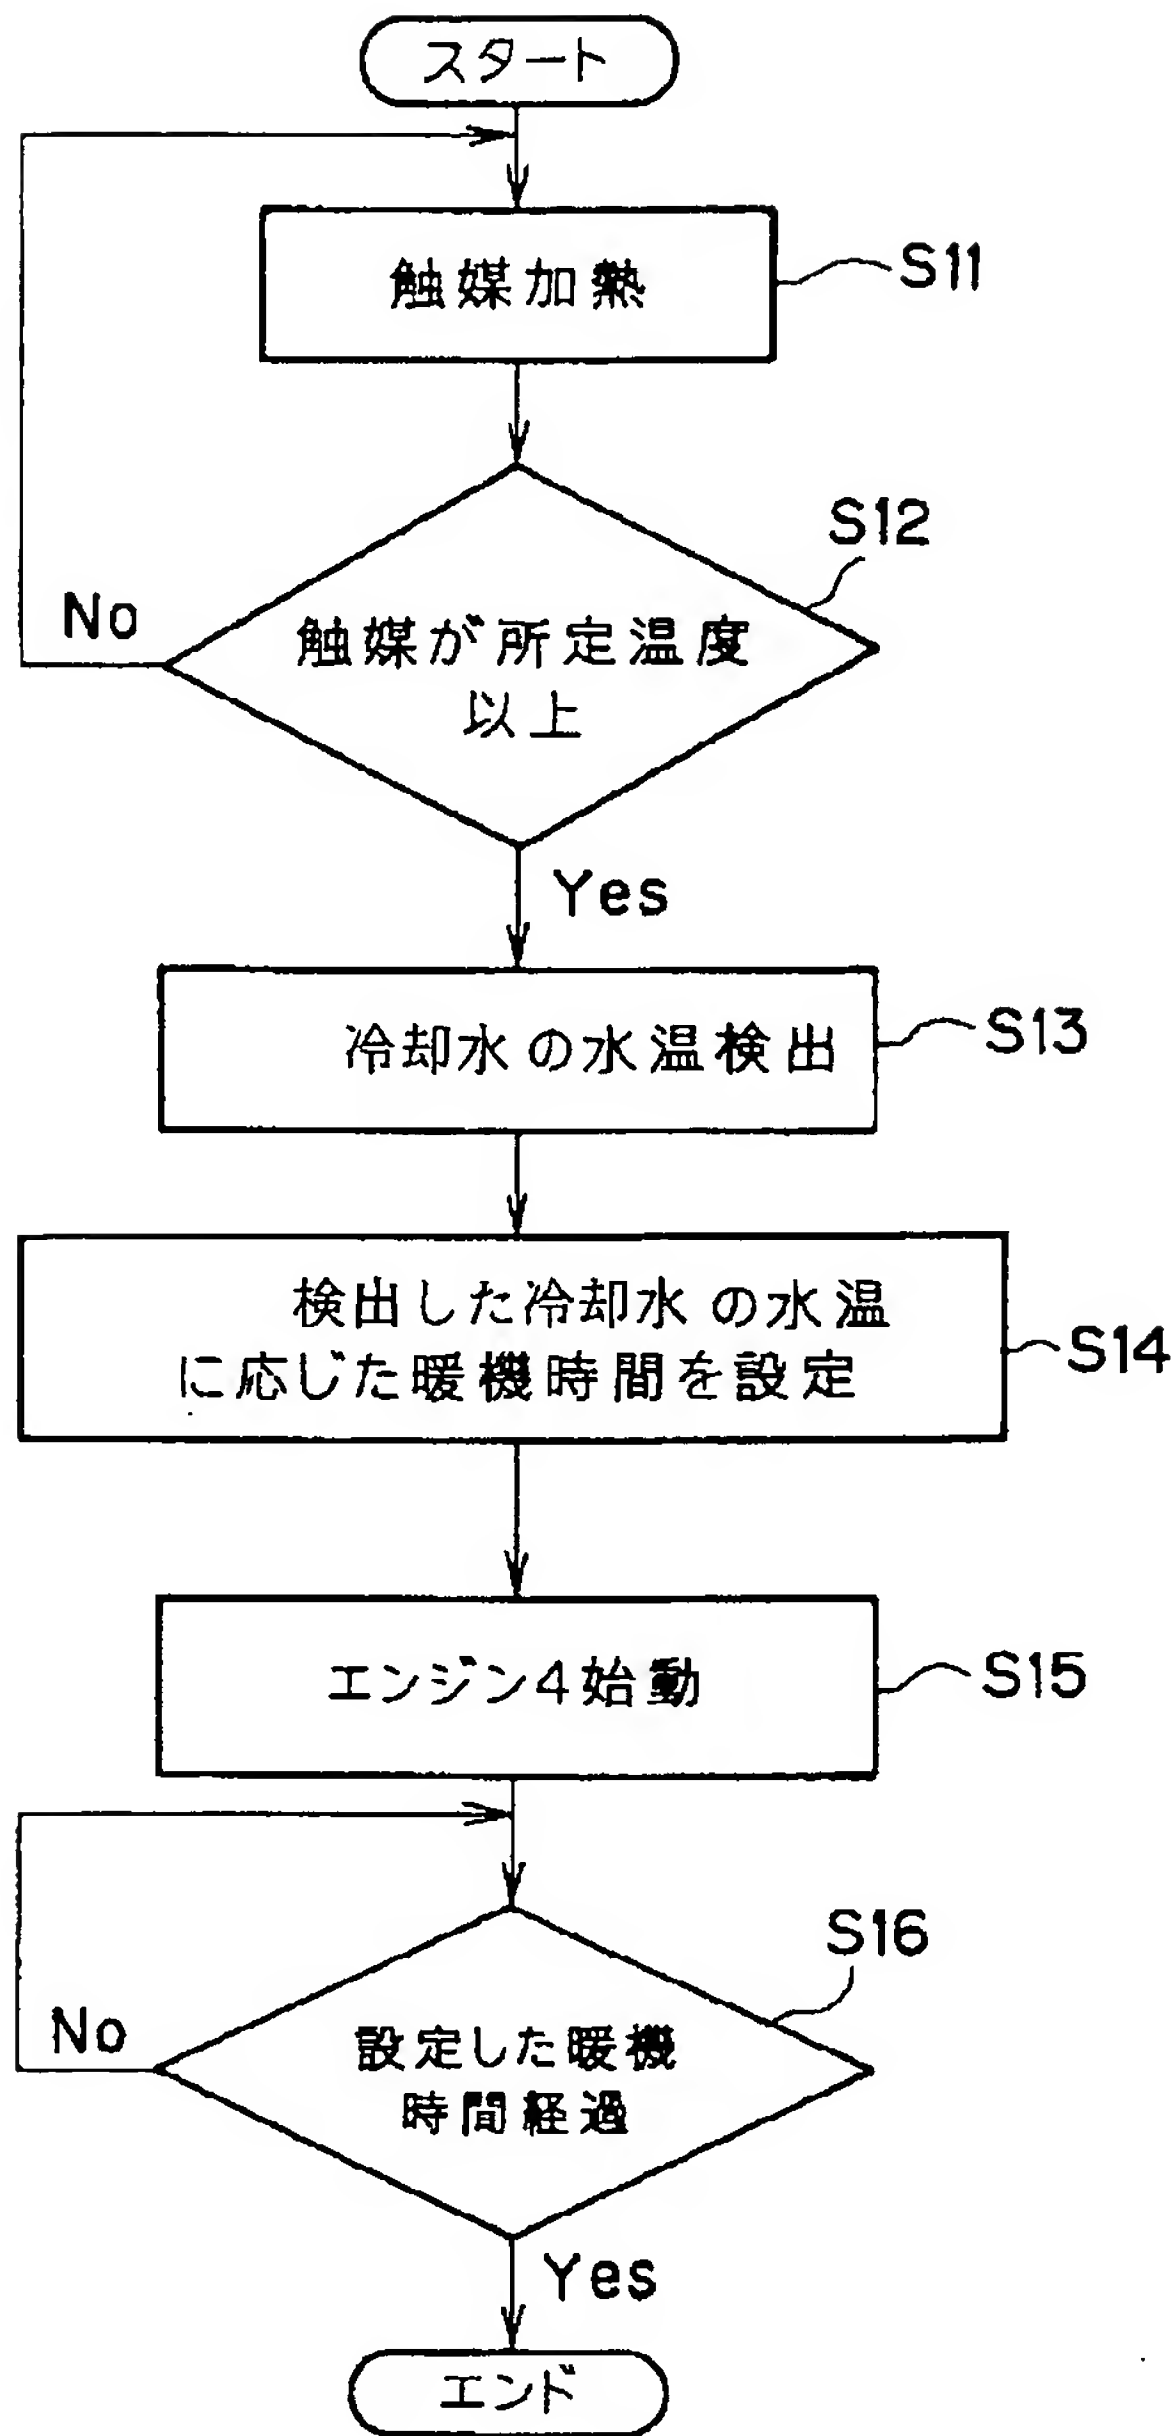 スタート
触媒加熱
S11
S12
No
触媒が所定温度
以上
Yes
冷却水の水温検出
S13
検出した冷却水の水温
に応じた暖機時間を設定
S14
エンジン4始動
S15
S16
No
設定した暖機
時間経過
Yes
エンド